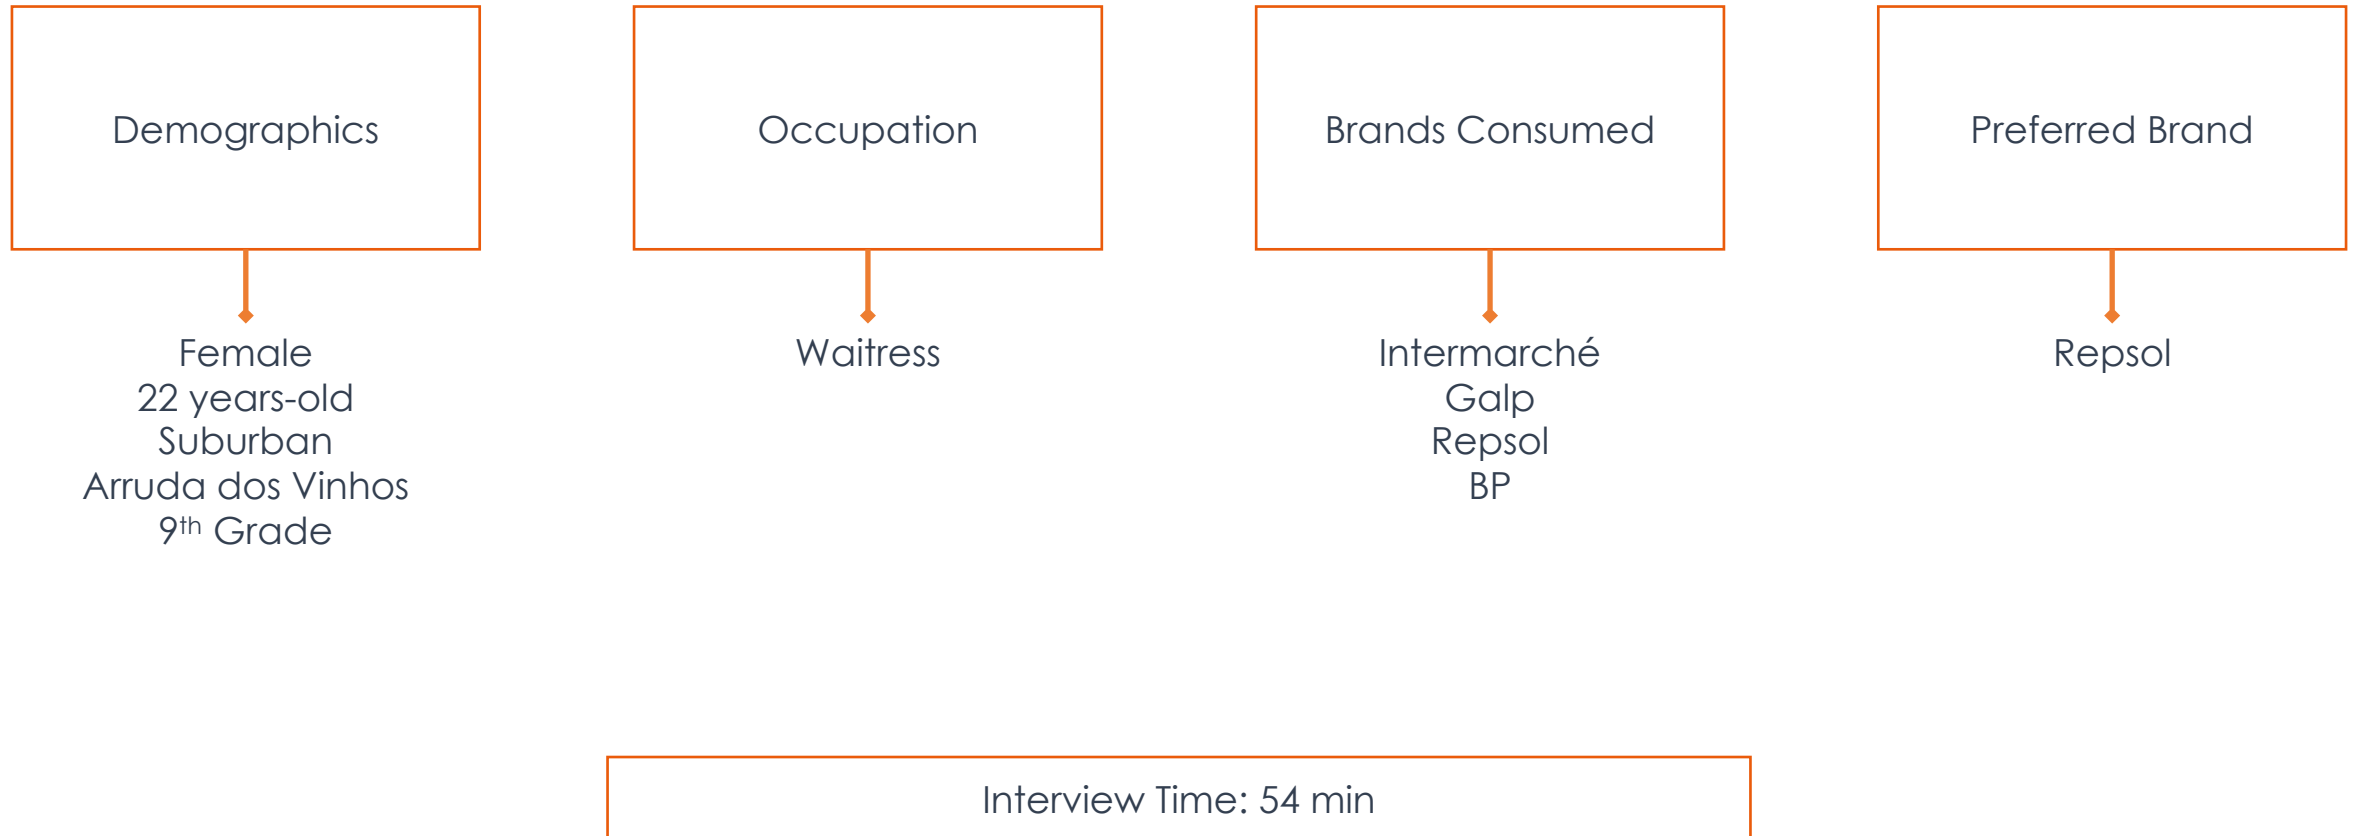 Demographics
Occupation
Brands Consumed
Preferred Brand
Female
22 years-old
Suburban
Arruda dos Vinhos
9th Grade
Waitress
Intermarché
Galp
Repsol
BP
Repsol
Interview Time: 54 min